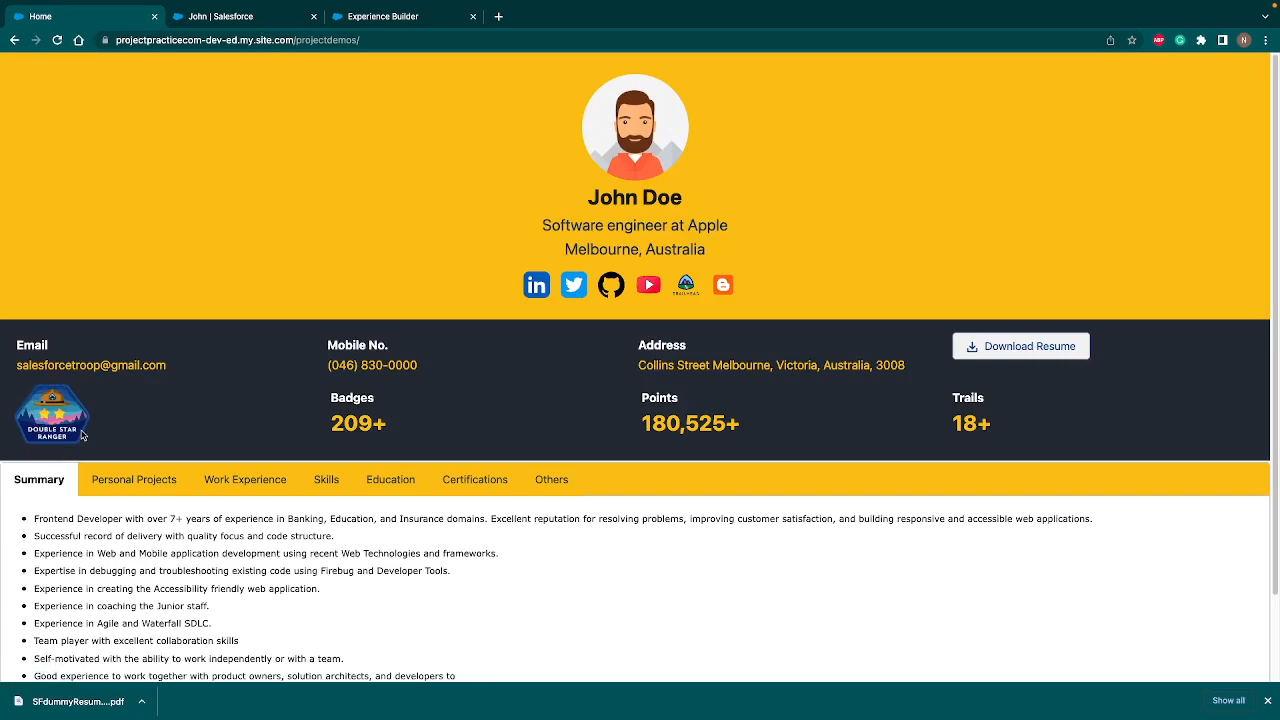 Home
John | Salesforce
Experience Builder
projectpracticecom-dev-ed.my.site.com/projectdemos/
ABP
N
John Doe
Software engineer at Apple
Melbourne, Australia
in
TRAILHEAD
Email
Mobile No.
Address
Download Resume
salesforcetroop@gmail.com
(046) 830-0000
Collins Street Melbourne, Victoria, Australia, 3008
DOUBLE STAR
RANGER
Badges
Points
Trails
209+
180,525+
18+
Summary
Personal Projects
Work Experience
Skills
Education
Certifications
Others
Frontend Developer with over 7+ years of experience in Banking, Education, and Insurance domains. Excellent reputation for resolving problems, improving customer satisfaction, and building responsive and accessible web applications.
Successful record of delivery with quality focus and code structure.
Experience in Web and Mobile application development using recent Web Technologies and frameworks.
Expertise in debugging and troubleshooting existing code using Firebug and Developer Tools.
Experience in creating the Accessibility friendly web application.
Experience in coaching the Junior staff.
Experience in Agile and Waterfall SDLC.
Team player with excellent collaboration skills
Self-motivated with the ability to work independently or with a team.
Good experience to work together with product owners, solution architects, and developers to
SFdummyResum....pdf
Show all